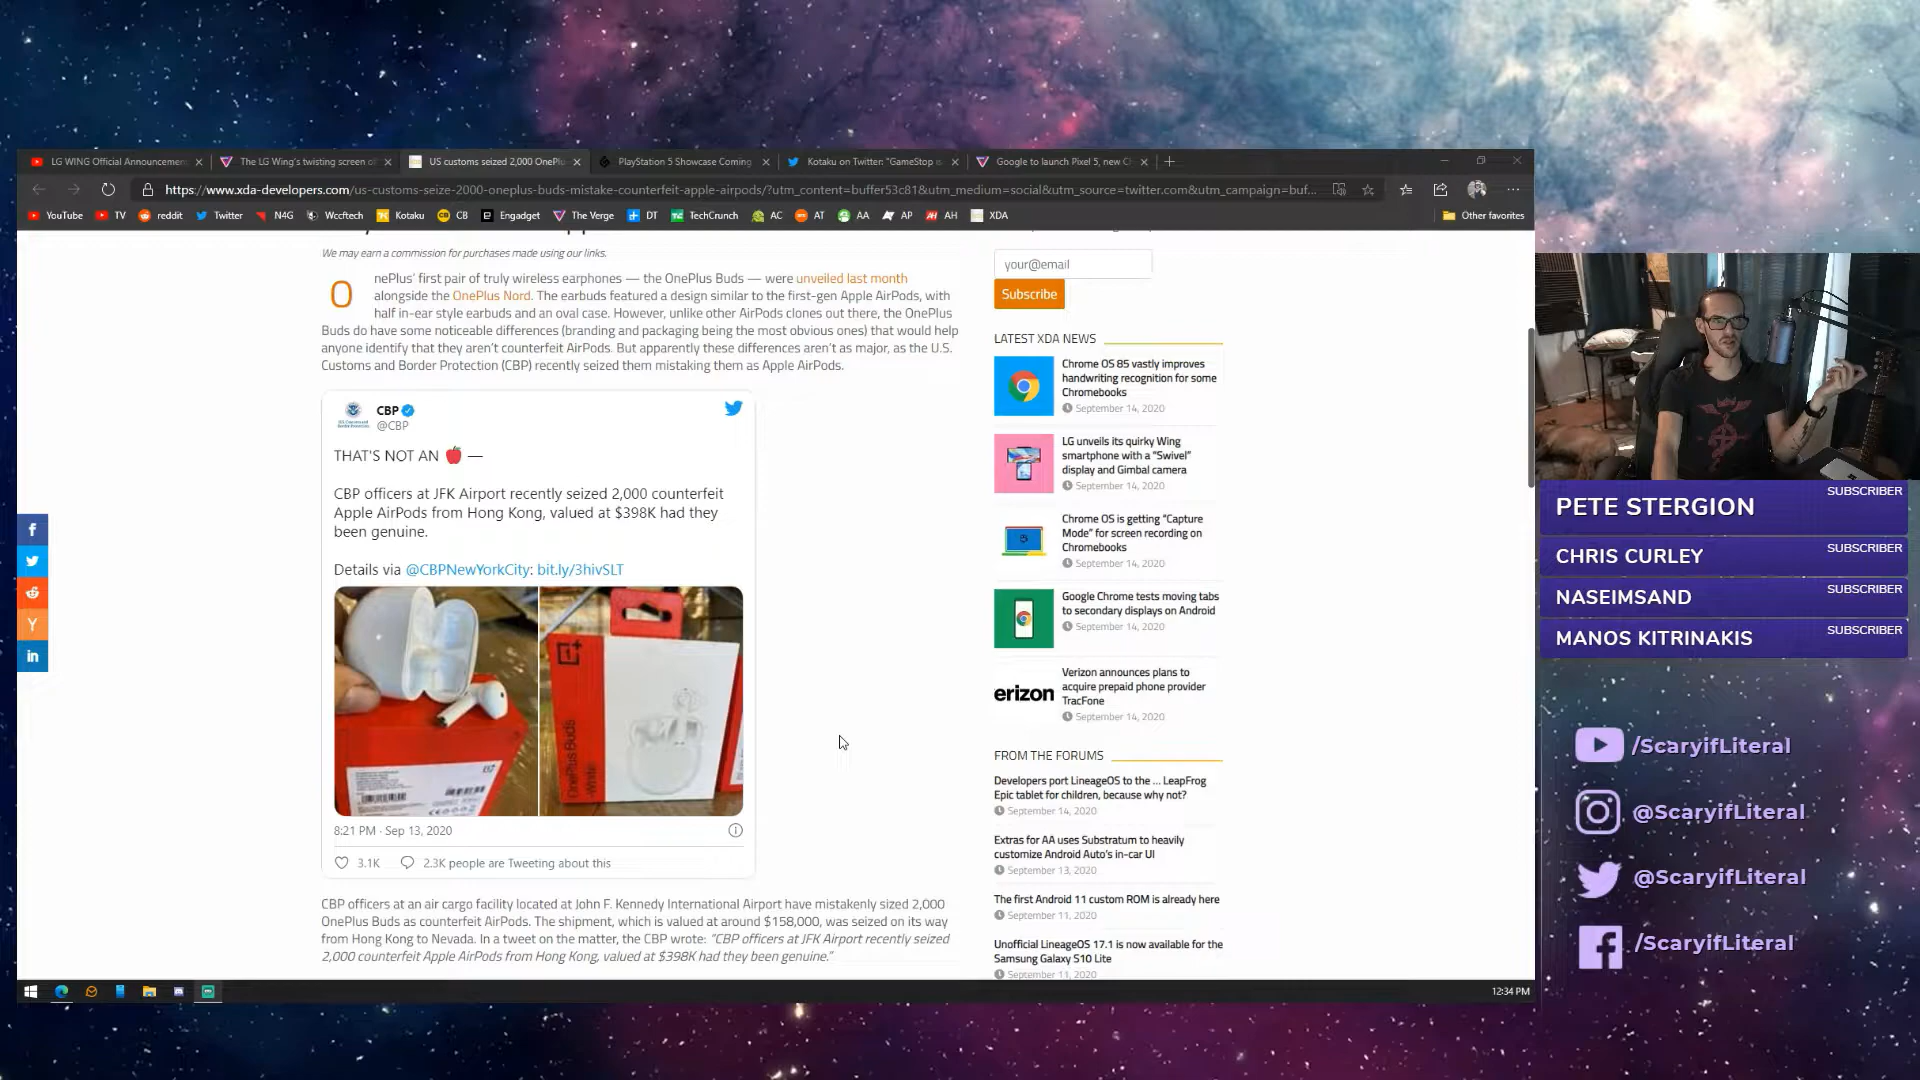 LG WING Official Announcemen
The LG Wing's twisting screen o
US customs seized 2,000 OnePlu
PlayStation 5 Showcase Coming
Kotaku on Twitter: "GameStop is
Google to launch Pixel 5, new C
https://www.xda-developers.com/us-customs-seize-2000-oneplus-buds-mistake-counterfeit-apple-airpods/?utm_content=buffer53c81&utm_medium=social&utm_source=twitter.com&utm_campaign=buf...
YouTube TV reddit Twitter N4G Wccftech Kotaku CB Engadget The Verge DT TechCrunch AC AT AA AP AH XDA Other favorites
We may earn a commission for purchases made using our links.
OnePlus' first pair of truly wireless earphones — the OnePlus Buds — were unveiled last month
alongside the OnePlus Nord. The earbuds featured a design similar to the first-gen Apple AirPods, with
half in-ear style earbuds and an oval case. However, unlike other AirPods clones out there, the OnePlus
Buds do have some noticeable differences (branding and packaging being the most obvious ones) that would help
anyone identify that they aren't counterfeit AirPods. But apparently these differences aren't as major, as the U.S.
Customs and Border Protection (CBP) recently seized them mistaking them as Apple AirPods.
CBP
@CBP
THAT'S NOT AN 🍎 —
CBP officers at JFK Airport recently seized 2,000 counterfeit
Apple AirPods from Hong Kong, valued at $398K had they
been genuine.
Details via @CBPNewYorkCity: bit.ly/3hivSLT
OnePlus Buds
White
8:21 PM · Sep 13, 2020
3.1K 2.3K people are Tweeting about this
CBP officers at an air cargo facility located at John F. Kennedy International Airport have mistakenly sized 2,000
OnePlus Buds as counterfeit AirPods. The shipment, which is valued at around $158,000, was seized on its way
from Hong Kong to Nevada. In a tweet on the matter, the CBP wrote: "CBP officers at JFK Airport recently seized
2,000 counterfeit Apple AirPods from Hong Kong, valued at $398K had they been genuine."
your@email
Subscribe
LATEST XDA NEWS
Chrome OS 85 vastly improves
handwriting recognition for some
Chromebooks
September 14, 2020
LG unveils its quirky Wing
smartphone with a "Swivel"
display and Gimbal camera
September 14, 2020
Chrome OS is getting "Capture
Mode" for screen recording on
Chromebooks
September 14, 2020
Google Chrome tests moving tabs
to secondary displays on Android
September 14, 2020
erizon
Verizon announces plans to
acquire prepaid phone provider
TracFone
September 14, 2020
FROM THE FORUMS
Developers port LineageOS to the ... LeapFrog
Epic tablet for children, because why not?
September 14, 2020
Extras for AA uses Substratum to heavily
customize Android Auto's in-car UI
September 13, 2020
The first Android 11 custom ROM is already here
September 11, 2020
Unofficial LineageOS 17.1 is now available for the
Samsung Galaxy S10 Lite
September 11, 2020
12:34 PM
PETE STERGION SUBSCRIBER
CHRIS CURLEY SUBSCRIBER
NASEIMSAND SUBSCRIBER
MANOS KITRINAKIS SUBSCRIBER
/ScaryifLiteral
@ScaryifLiteral
@ScaryifLiteral
/ScaryifLiteral